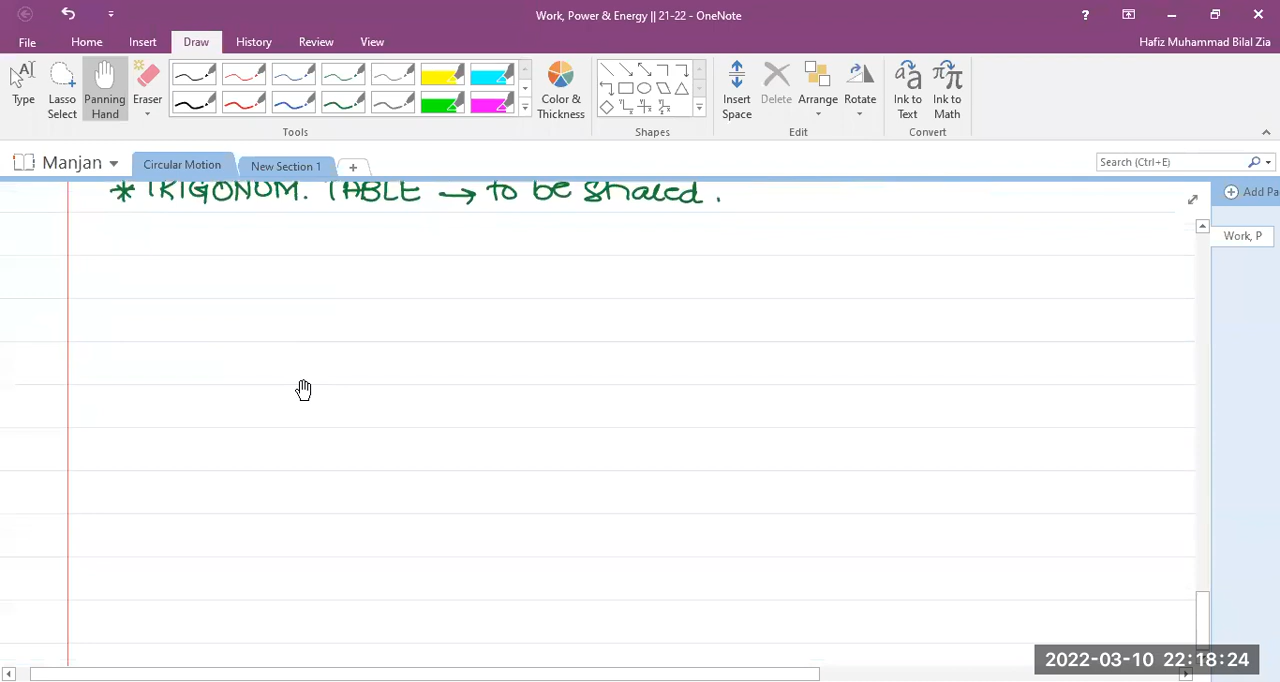 Work, Power & Energy || 21-22 - OneNote
File Home Insert Draw History Review View
Hafiz Muhammad Bilal Zia
Type
Lasso Select
Panning Hand
Eraser
Color & Thickness
Insert Space
Delete
Arrange
Rotate
Ink to Text
Ink to Math
Tools
Shapes
Edit
Convert
Manjan
Circular Motion
New Section 1
Search (Ctrl+E)
* TRIGONUM. TABLE → to be shared.
Add Pa
Work, P
2022-03-10 22:18:24